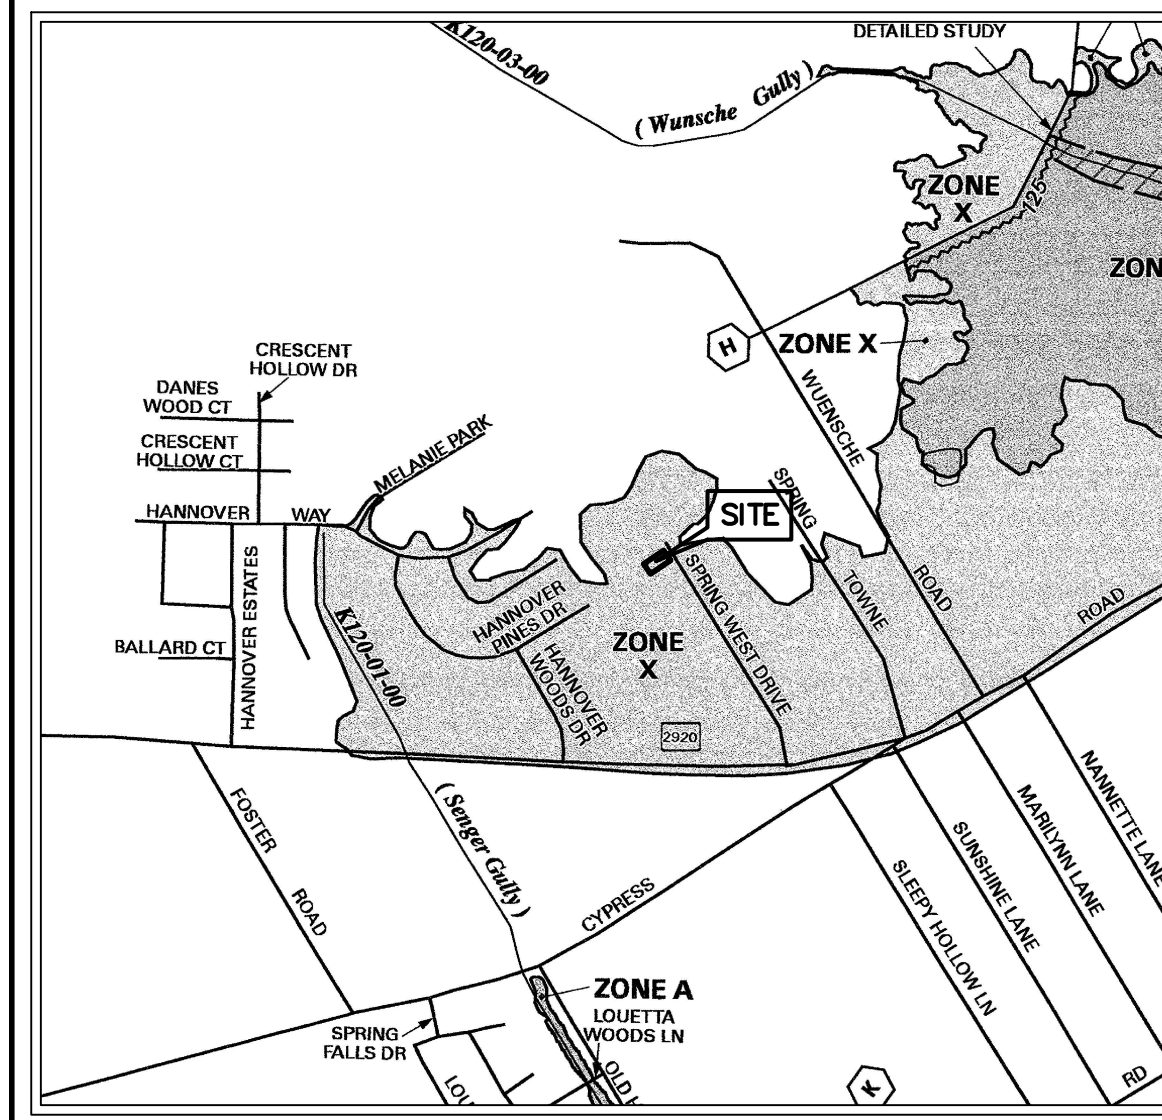 DETAILED STUDY
K120-03-00
( Wunsche Gully )
ZONE
X
125
ZON
H
ZONE X
CRESCENT
HOLLOW DR
DANES
WOOD CT
CRESCENT
HOLLOW CT
MELANIE PARK
WUENSCHE
ROAD
HANNOVER WAY
SPRING
TOWNE
SITE
HANNOVER ESTATES
BALLARD CT
K120-01-00
HANNOVER
PINES DR
HANNOVER
WOODS DR
ZONE
X
SPRING WEST DRIVE
2920
ROAD
FOSTER
ROAD
( Senger Gully )
CYPRESS
SLEEPY HOLLOW LN
SUNSHINE LANE
MARILYNN LANE
NANNETTE LANE
ZONE A
LOUETTA
WOODS LN
SPRING
FALLS DR
LOU
OLD
K
RD